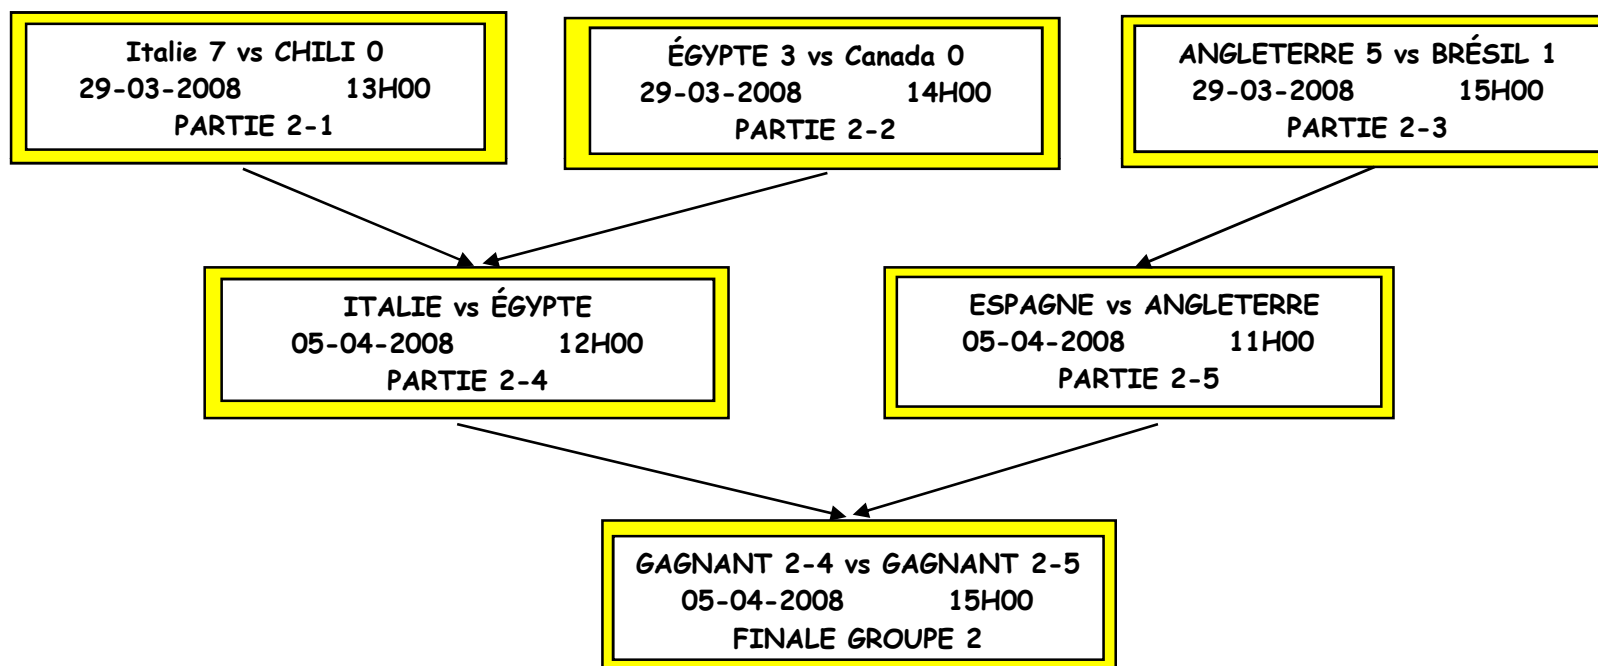 Italie 7 vs CHILI 0
29-03-2008 13H00
PARTIE 2-1
ÉGYPTE 3 vs Canada 0
29-03-2008 14H00
PARTIE 2-2
ANGLETERRE 5 vs BRÉSIL 1
29-03-2008 15H00
PARTIE 2-3
ITALIE vs ÉGYPTE
05-04-2008 12H00
PARTIE 2-4
ESPAGNE vs ANGLETERRE
05-04-2008 11H00
PARTIE 2-5
GAGNANT 2-4 vs GAGNANT 2-5
05-04-2008 15H00
FINALE GROUPE 2